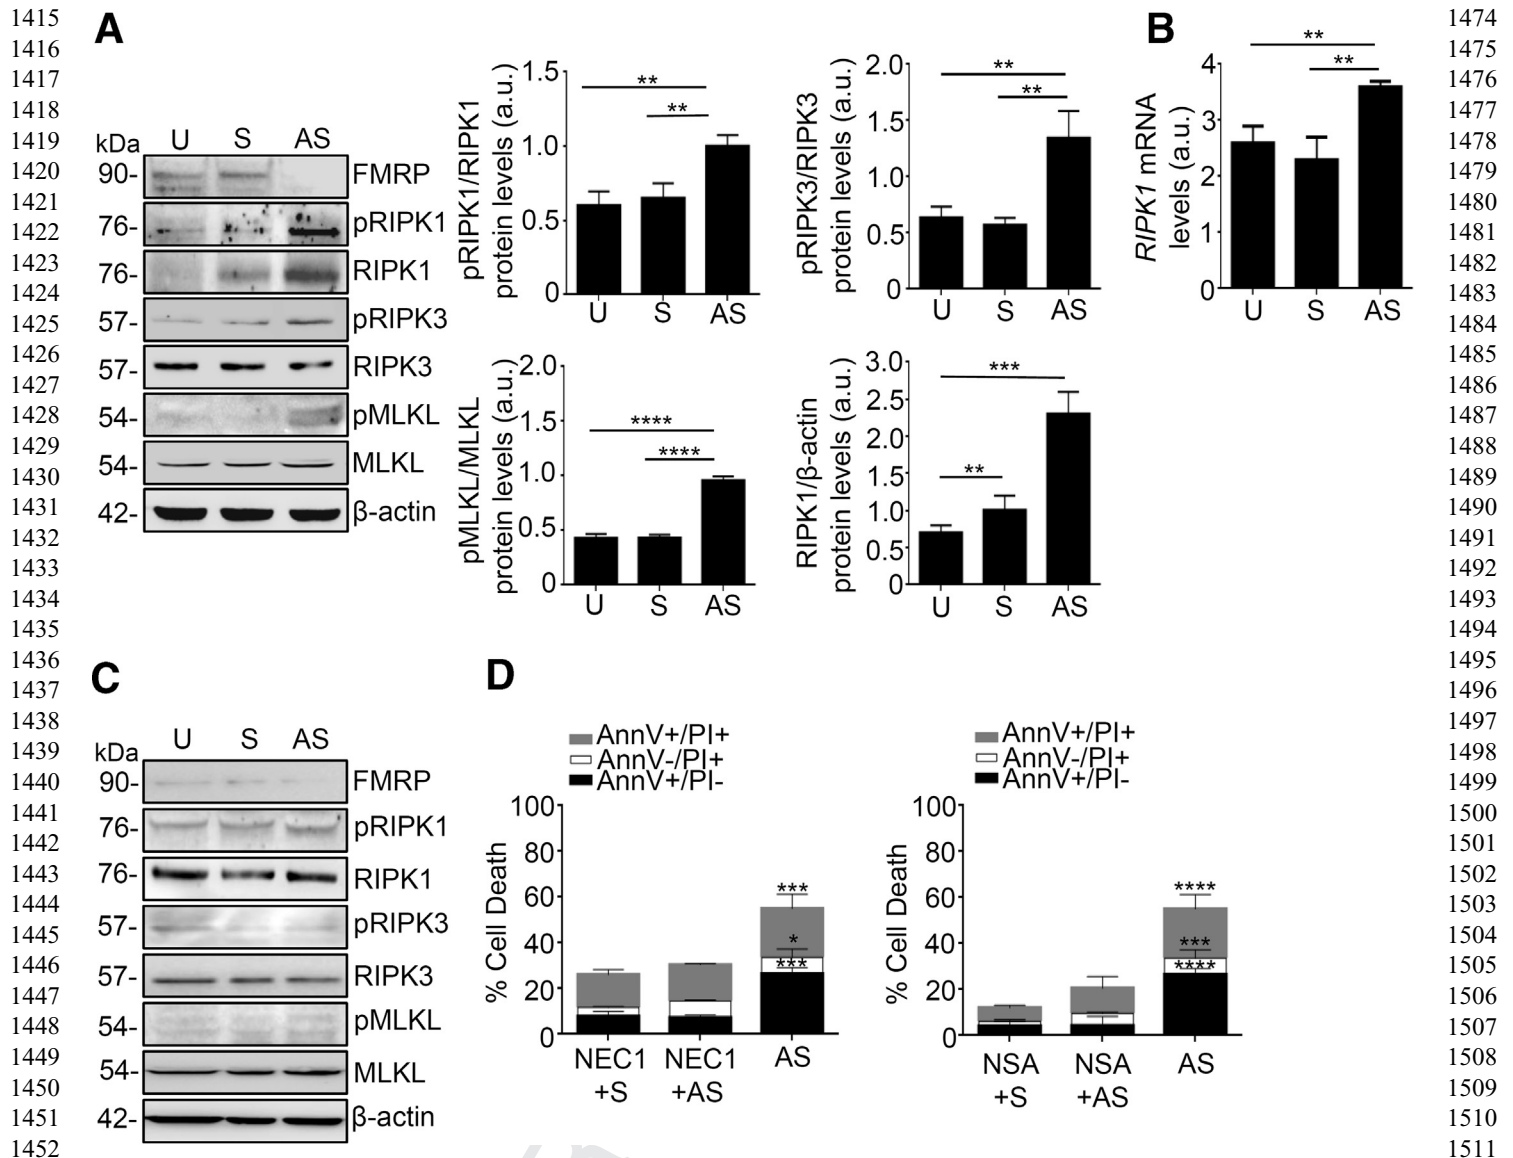 1415
1416
1417
1418
1419
1420
1421
1422
1423
1424
1425
1426
1427
1428
1429
1430
1431
1432
1433
1434
1435
1436
1437
1438
1439
1440
1441
1442
1443
1444
1445
1446
1447
1448
1449
1450
1451
1452
A
kDa U S AS
90- FMRP
76- pRIPK1
76- RIPK1
57- pRIPK3
57- RIPK3
54- pMLKL
54- MLKL
42- β-actin
pRIPK1/RIPK1
protein levels (a.u.)
1.5
1.0
0.5
0
**
**
U S AS
pRIPK3/RIPK3
protein levels (a.u.)
2.0
1.5
1.0
0.5
0
**
**
U S AS
pMLKL/MLKL
protein levels (a.u.)
2.0
1.5
1.0
0.5
0
****
****
U S AS
RIPK1/β-actin
protein levels (a.u.)
3.0
2.5
2.0
1.5
1.0
0.5
0
***
**
U S AS
B
RIPK1 mRNA
levels (a.u.)
4
3
2
1
0
**
**
U S AS
C
kDa U S AS
90- FMRP
76- pRIPK1
76- RIPK1
57- pRIPK3
57- RIPK3
54- pMLKL
54- MLKL
42- β-actin
D
AnnV+/PI+
AnnV-/PI+
AnnV+/PI-
% Cell Death
100
80
60
40
20
0
***
*
***
NEC1 NEC1 AS
+S +AS
AnnV+/PI+
AnnV-/PI+
AnnV+/PI-
% Cell Death
100
80
60
40
20
0
****
***
****
NSA NSA AS
+S +AS
1474
1475
1476
1477
1478
1479
1480
1481
1482
1483
1484
1485
1486
1487
1488
1489
1490
1491
1492
1493
1494
1495
1496
1497
1498
1499
1500
1501
1502
1503
1504
1505
1506
1507
1508
1509
1510
1511